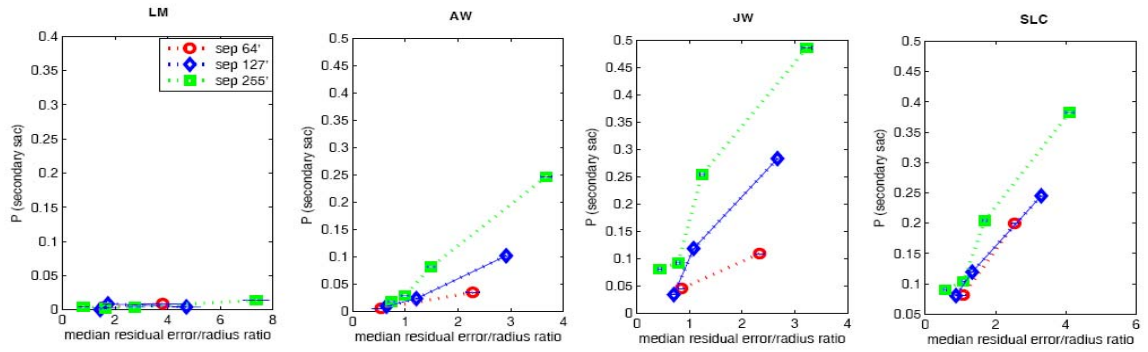 LM
0.4
0.35
0.3
0.25
0.2
0.15
0.1
0.05
0
P (secondary sac)
0 2 4 6 8
median residual error/radius ratio
sep 64'
sep 127'
sep 255'
AW
0.5
0.45
0.4
0.35
0.3
0.25
0.2
0.15
0.1
0.05
0
P (secondary sac)
0 1 2 3 4
median residual error/radius ratio
JW
0.5
0.45
0.4
0.35
0.3
0.25
0.2
0.15
0.1
0.05
0
P (secondary sac)
0 1 2 3 4
median residual error/radius ratio
SLC
0.5
0.45
0.4
0.35
0.3
0.25
0.2
0.15
0.1
0.05
P (secondary sac)
0 2 4 6
median residual error/radius ratio